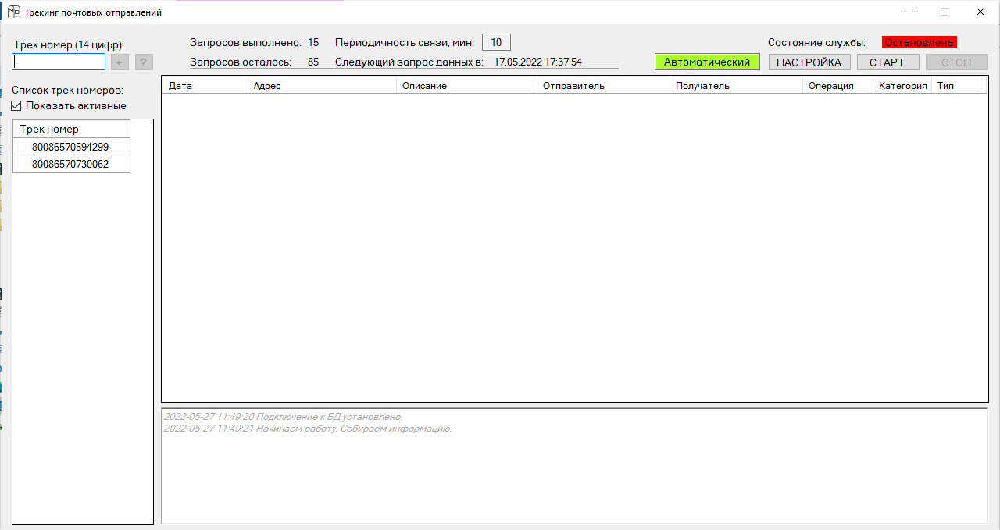 Трекинг почтовых отправлений
Трек номер (14 цифр):
+ ?
Список трек номеров:
Показать активные
Трек номер
80086570594299
80086570730062
Запросов выполнено: 15 Периодичность связи, мин: 10
Запросов осталось: 85 Следующий запрос данных в: 17.05.2022 17:37:54
Состояние службы: Остановлена
Автоматический НАСТРОЙКА СТАРТ СТОП
Дата Адрес Описание Отправитель Получатель Операция Категория Тип
2022-05-27 11:49:20 Подключение к БД установлено.
2022-05-27 11:49:21 Начинаем работу. Собираем информацию.